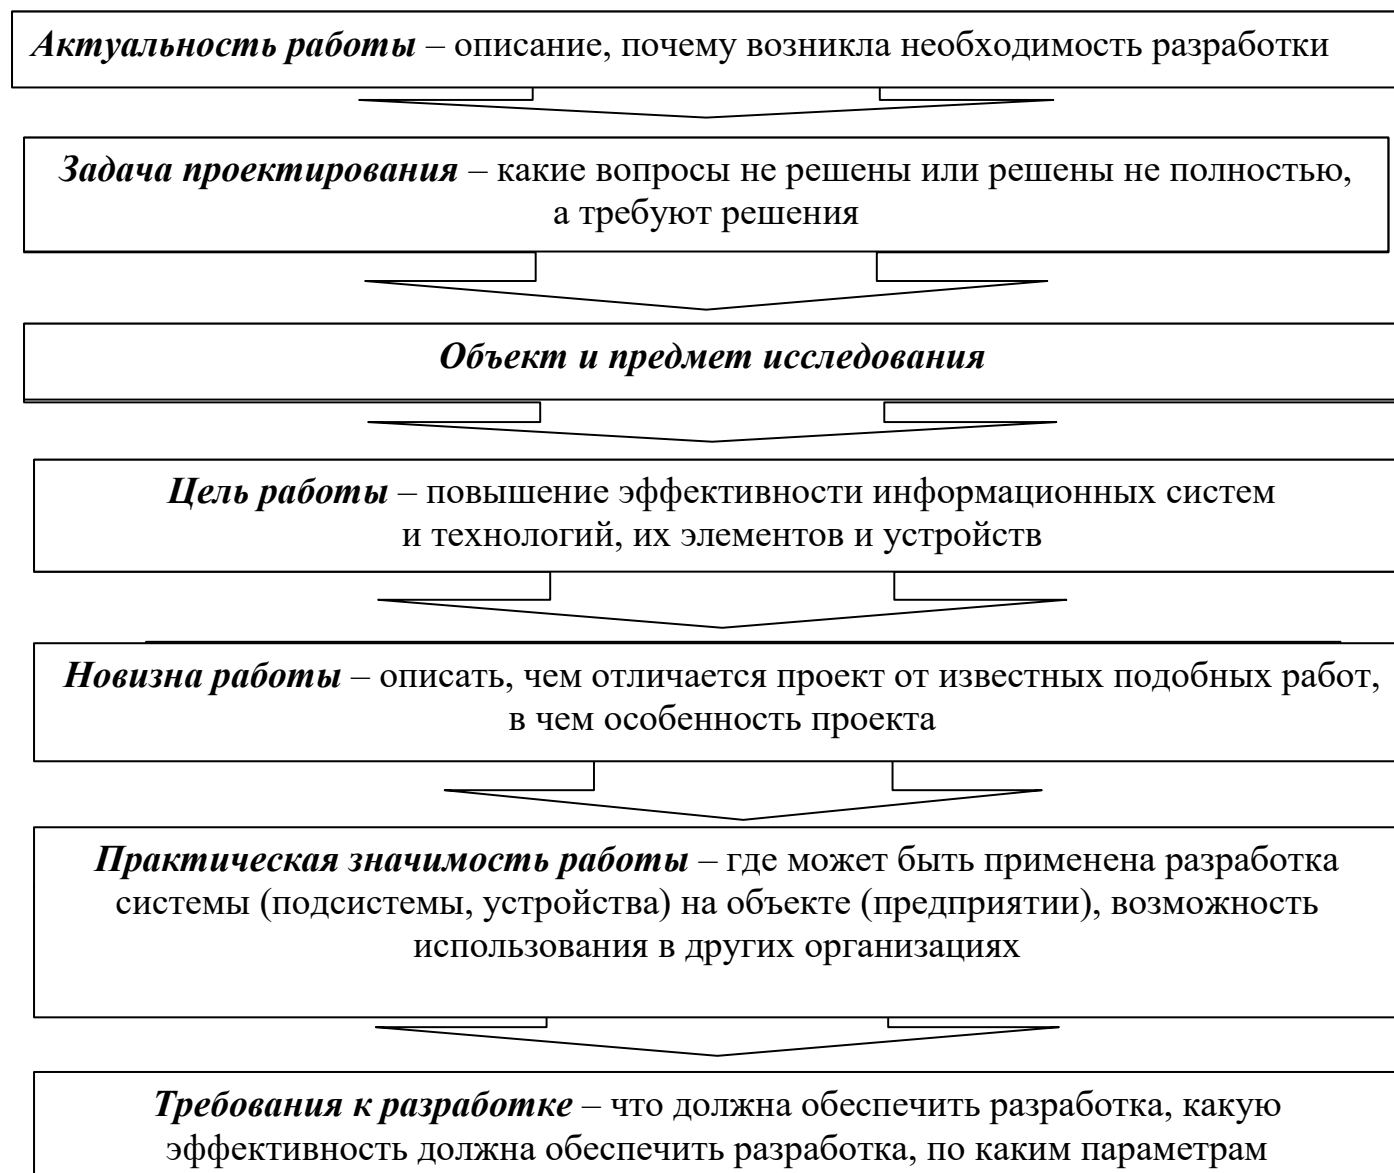 Актуальность работы – описание, почему возникла необходимость разработки
Задача проектирования – какие вопросы не решены или решены не полностью,
а требуют решения
Объект и предмет исследования
Цель работы – повышение эффективности информационных систем
и технологий, их элементов и устройств
Новизна работы – описать, чем отличается проект от известных подобных работ,
в чем особенность проекта
Практическая значимость работы – где может быть применена разработка
системы (подсистемы, устройства) на объекте (предприятии), возможность
использования в других организациях
Требования к разработке – что должна обеспечить разработка, какую
эффективность должна обеспечить разработка, по каким параметрам